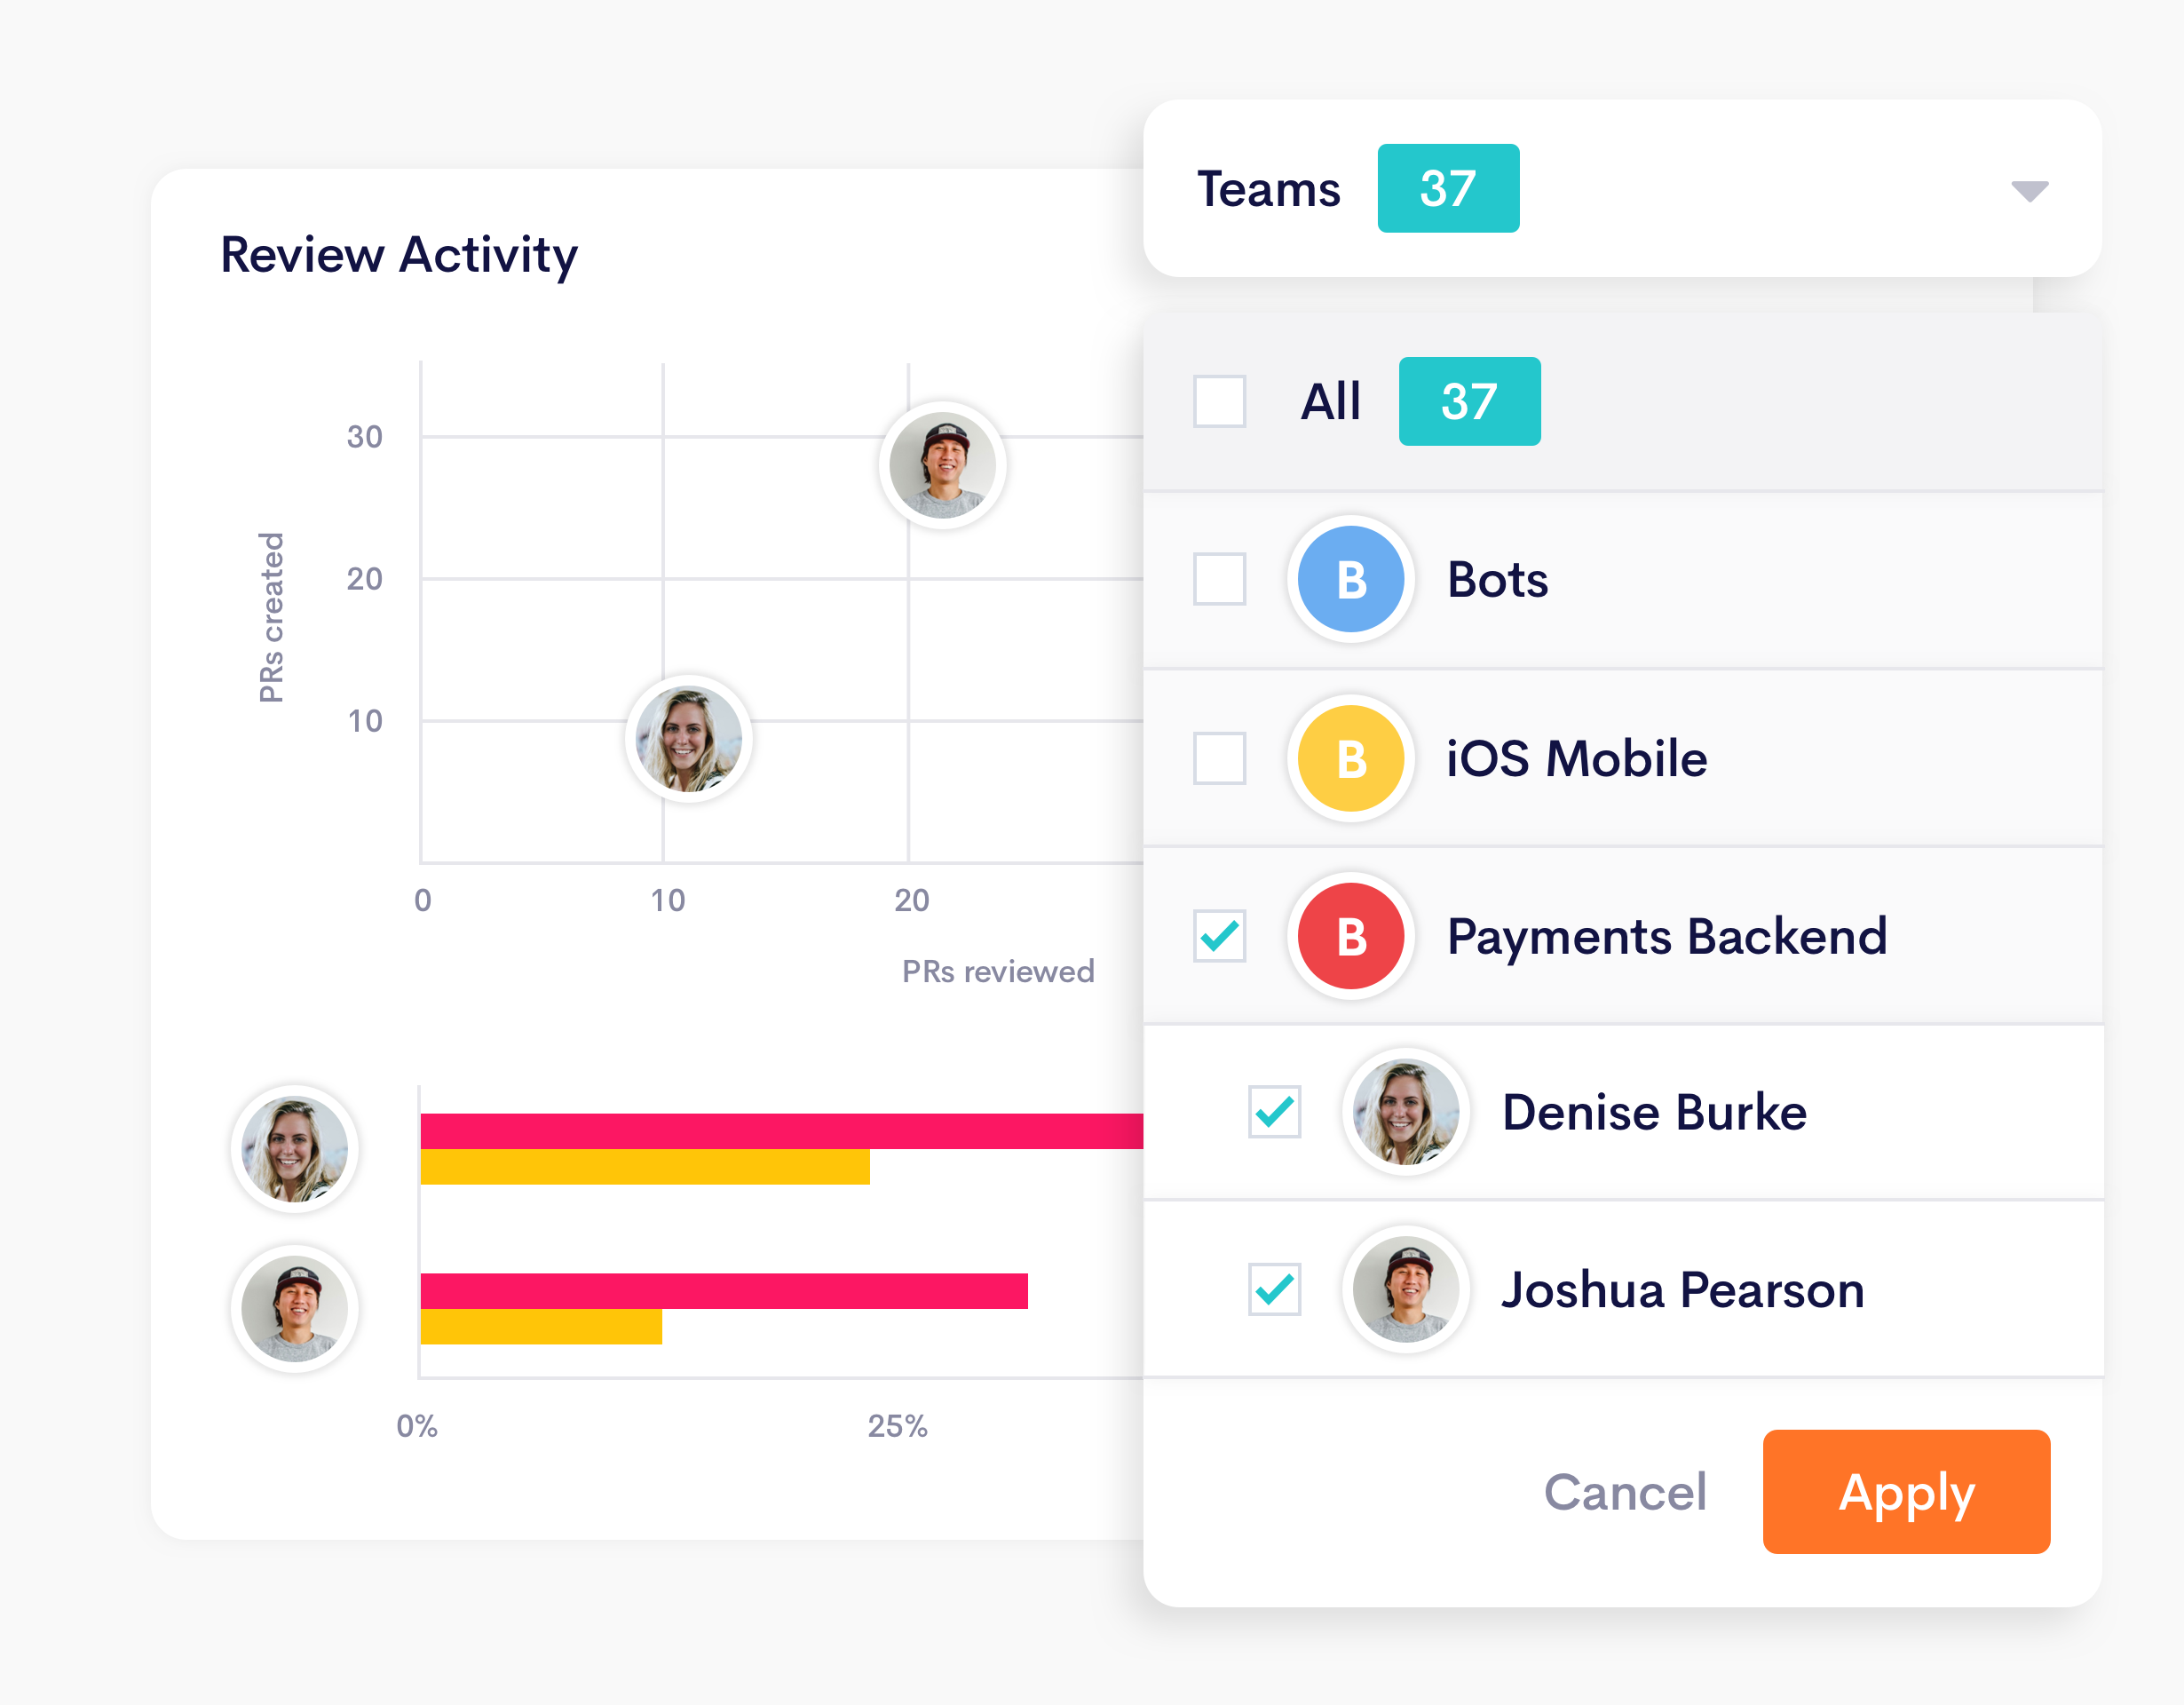 Review Activity
PRs created
30
20
10
0 10 20
PRs reviewed
0% 25%
Teams 37
All 37
B Bots
B iOS Mobile
B Payments Backend
Denise Burke
Joshua Pearson
Cancel Apply